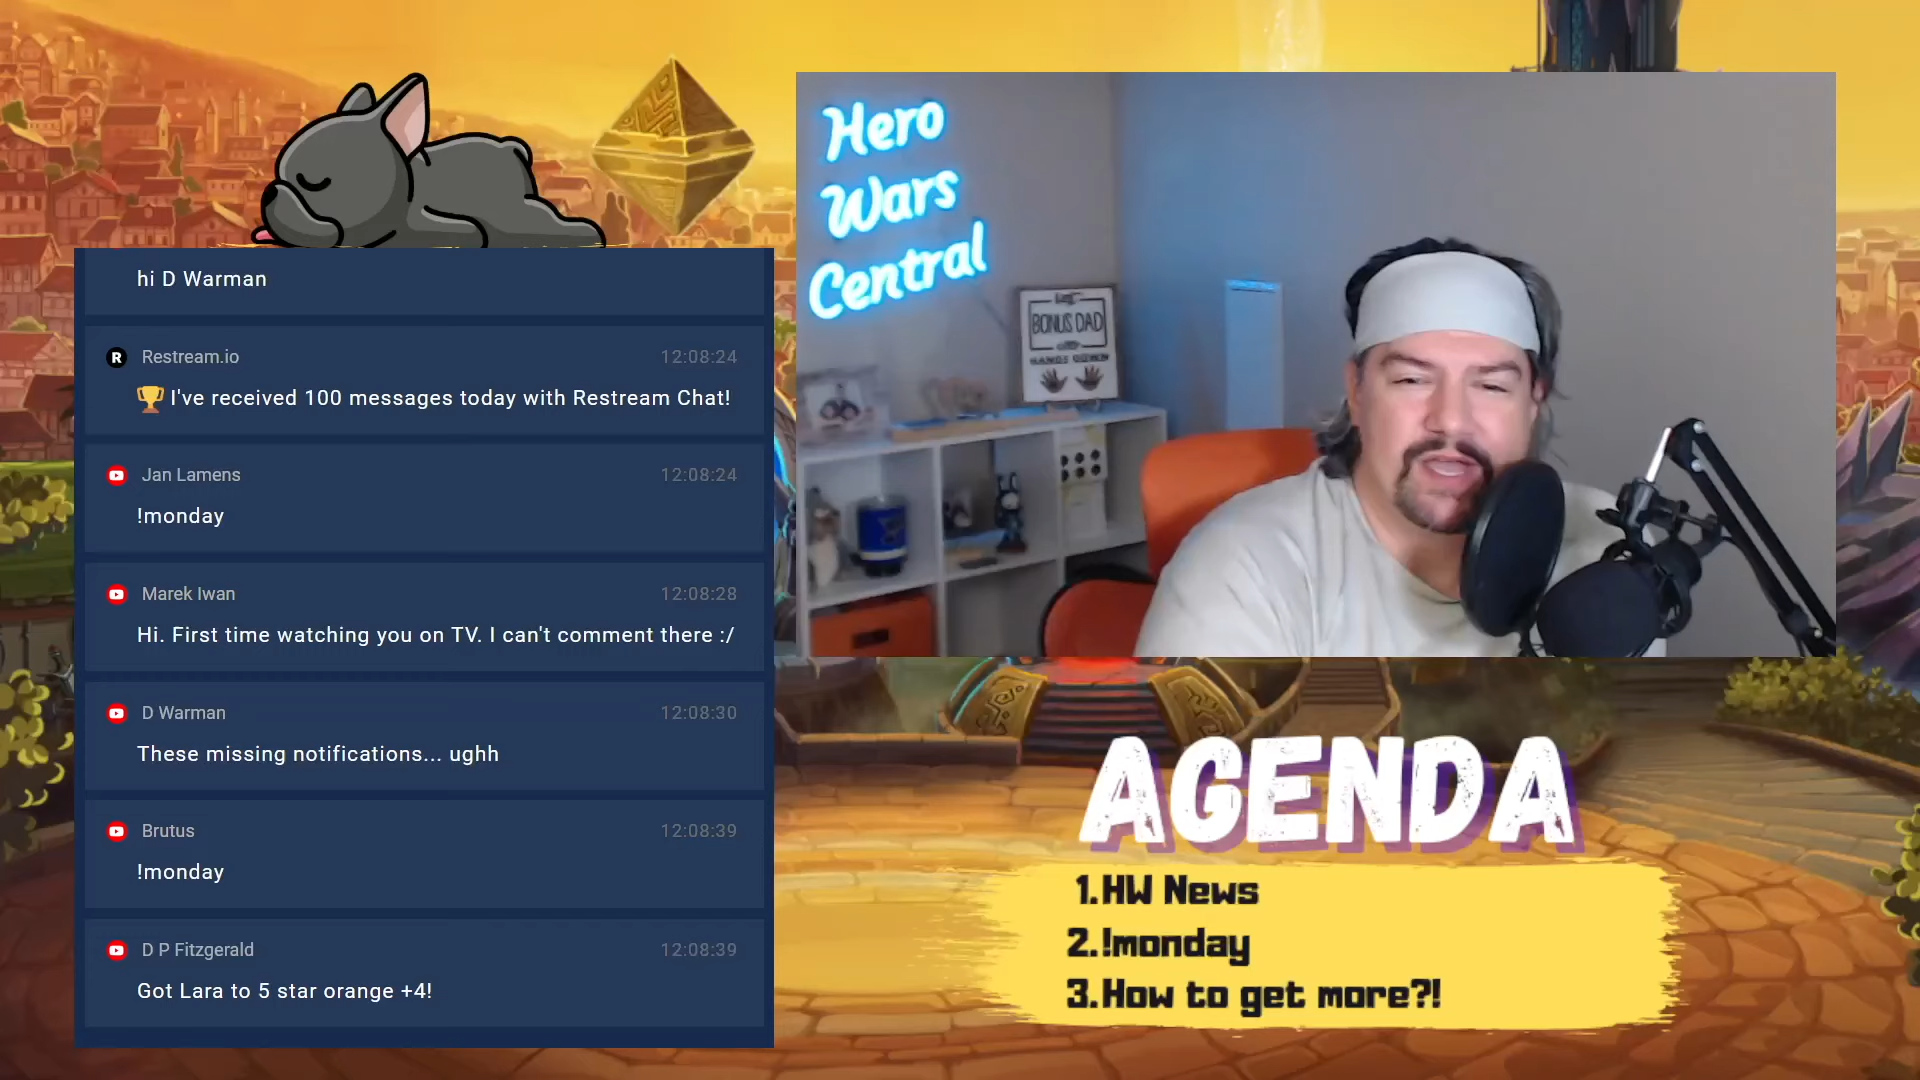 hi D Warman
R Restream.io 12:08:24
🏆 I've received 100 messages today with Restream Chat!
Jan Lamens 12:08:24
!monday
Marek Iwan 12:08:28
Hi. First time watching you on TV. I can't comment there :/
D Warman 12:08:30
These missing notifications... ughh
Brutus 12:08:39
!monday
D P Fitzgerald 12:08:39
Got Lara to 5 star orange +4!
Hero
Wars
Central
BONUS DAD
HANDS DOWN
AGENDA
1. HW News
2. !monday
3. How to get more?!